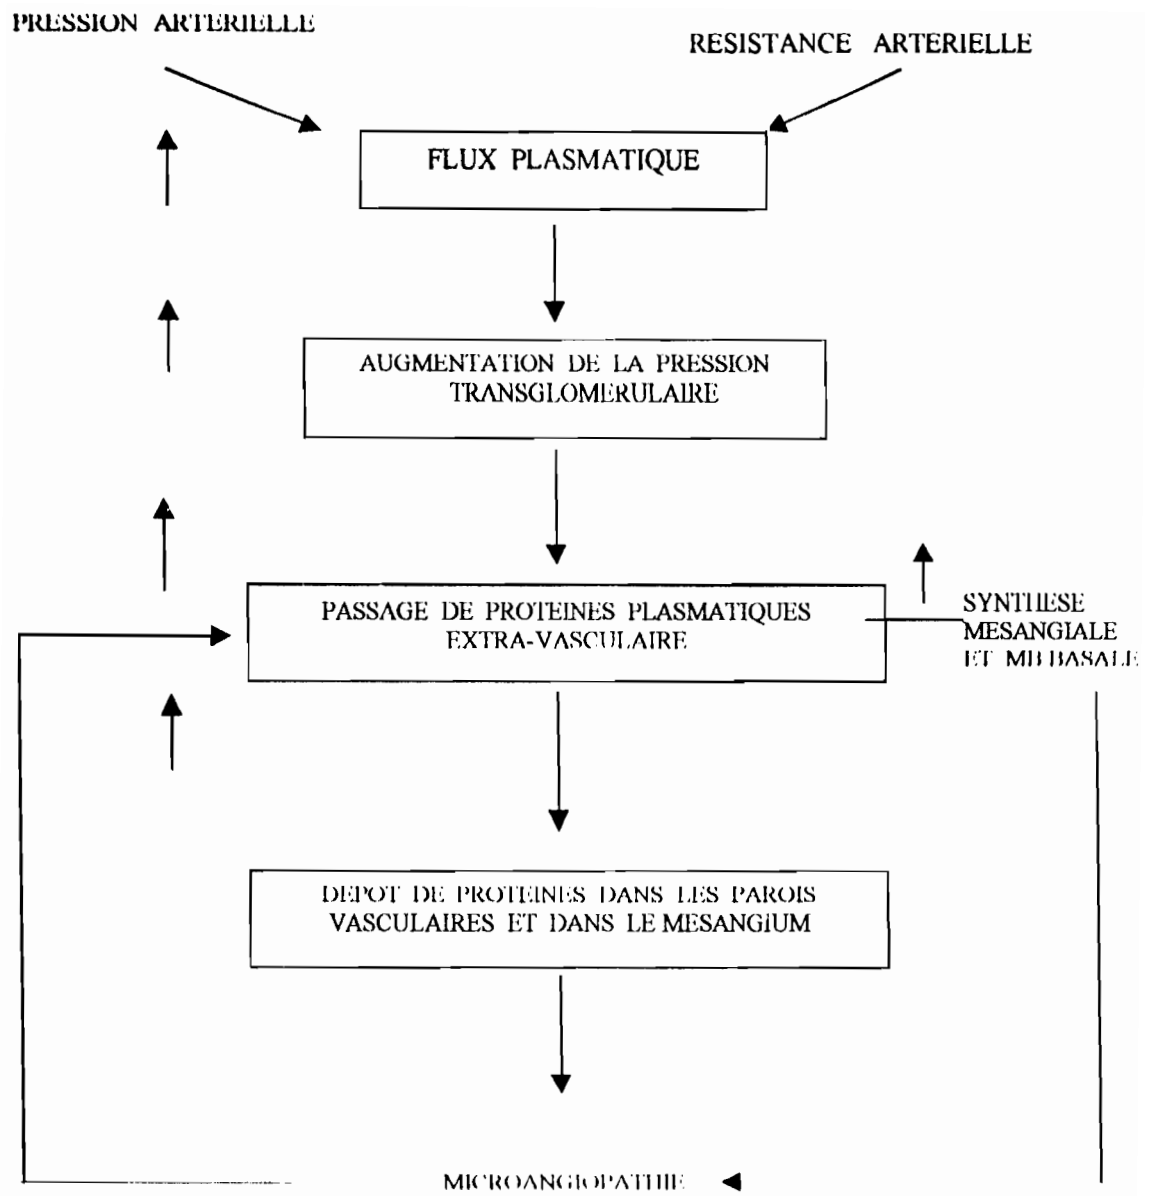 PRESSION ARTERIELLE
RESISTANCE ARTERIELLE
FLUX PLASMATIQUE
AUGMENTATION DE LA PRESSION
TRANSGLOMERULAIRE
PASSAGE DE PROTEINES PLASMATIQUES
EXTRA-VASCULAIRE
SYNTHESE
MESANGIALE
ET MB BASALE
DEPOT DE PROTEINES DANS LES PAROIS
VASCULAIRES ET DANS LE MESANGIUM
MICROANGIOPATHIE